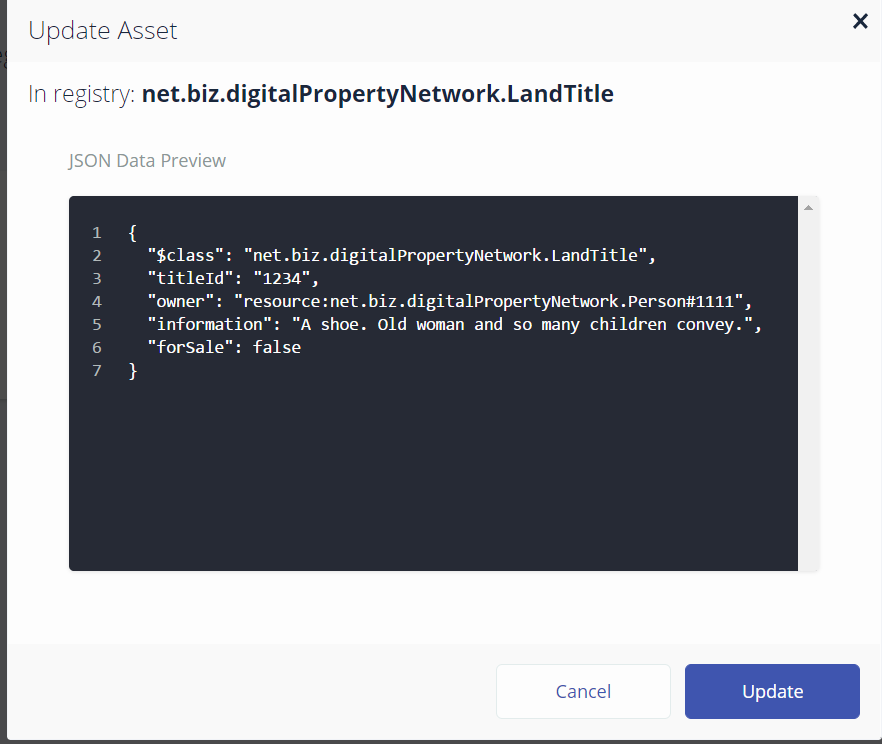 Update Asset
×
In registry: net.biz.digitalPropertyNetwork.LandTitle
JSON Data Preview
1 {
2   "$class": "net.biz.digitalPropertyNetwork.LandTitle",
3   "titleId": "1234",
4   "owner": "resource:net.biz.digitalPropertyNetwork.Person#1111",
5   "information": "A shoe. Old woman and so many children convey.",
6   "forSale": false
7 }
Cancel
Update